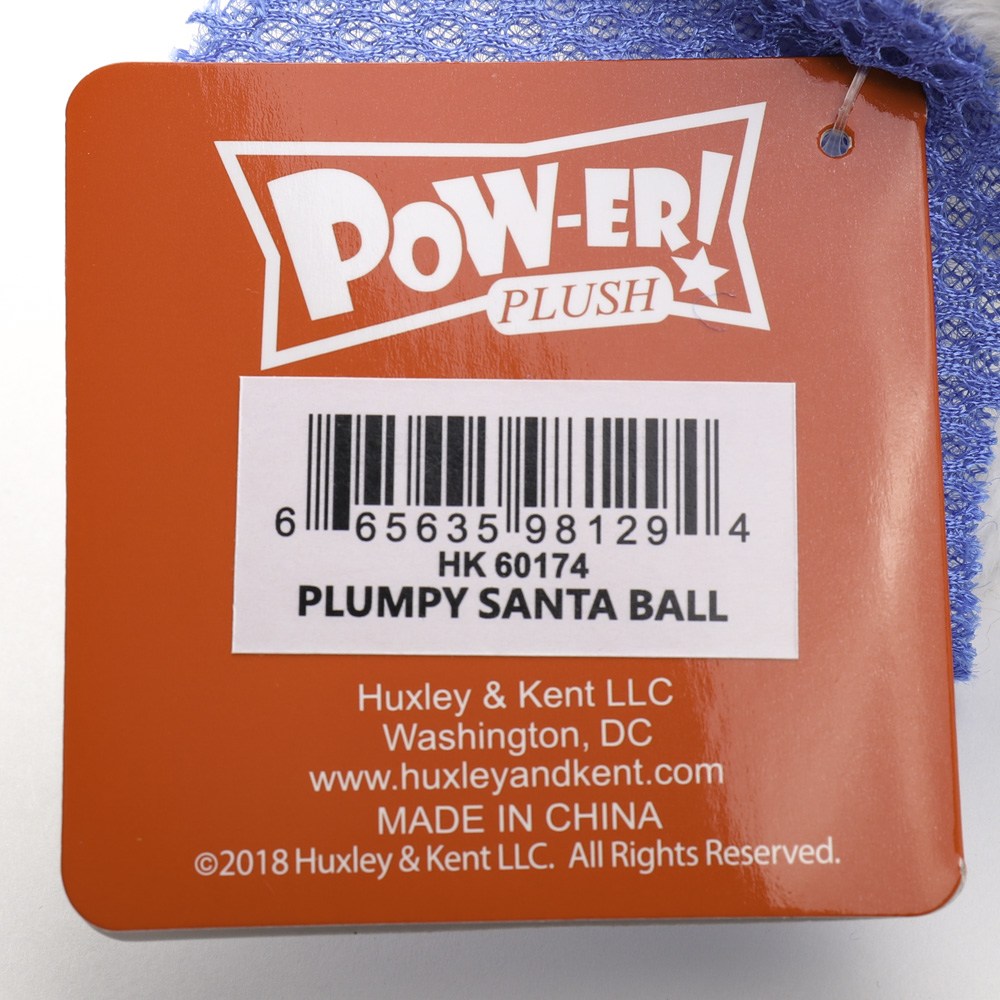 POW-ER!
PLUSH
6 65635 98129 4
HK 60174
PLUMPY SANTA BALL
Huxley & Kent LLC
Washington, DC
www.huxleyandkent.com
MADE IN CHINA
©2018 Huxley & Kent LLC. All Rights Reserved.